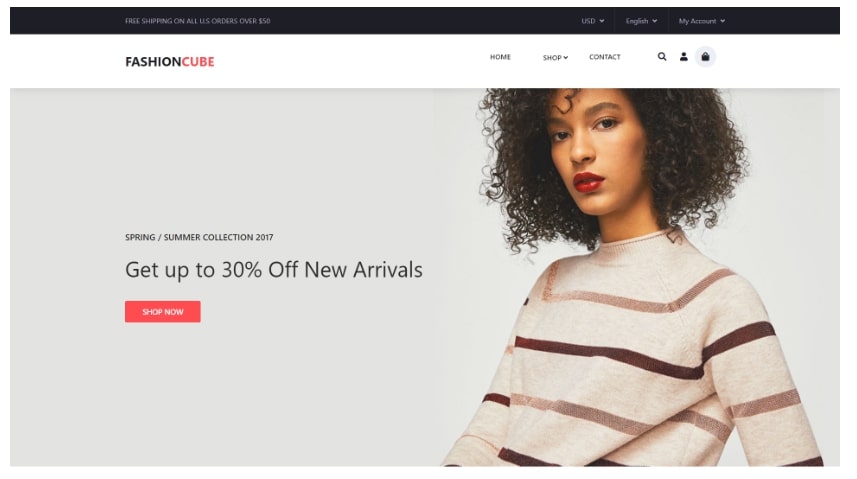 FREE SHIPPING ON ALL U.S ORDERS OVER $50
USD English My Account
FASHIONCUBE
HOME SHOP CONTACT
SPRING / SUMMER COLLECTION 2017
Get up to 30% Off New Arrivals
SHOP NOW